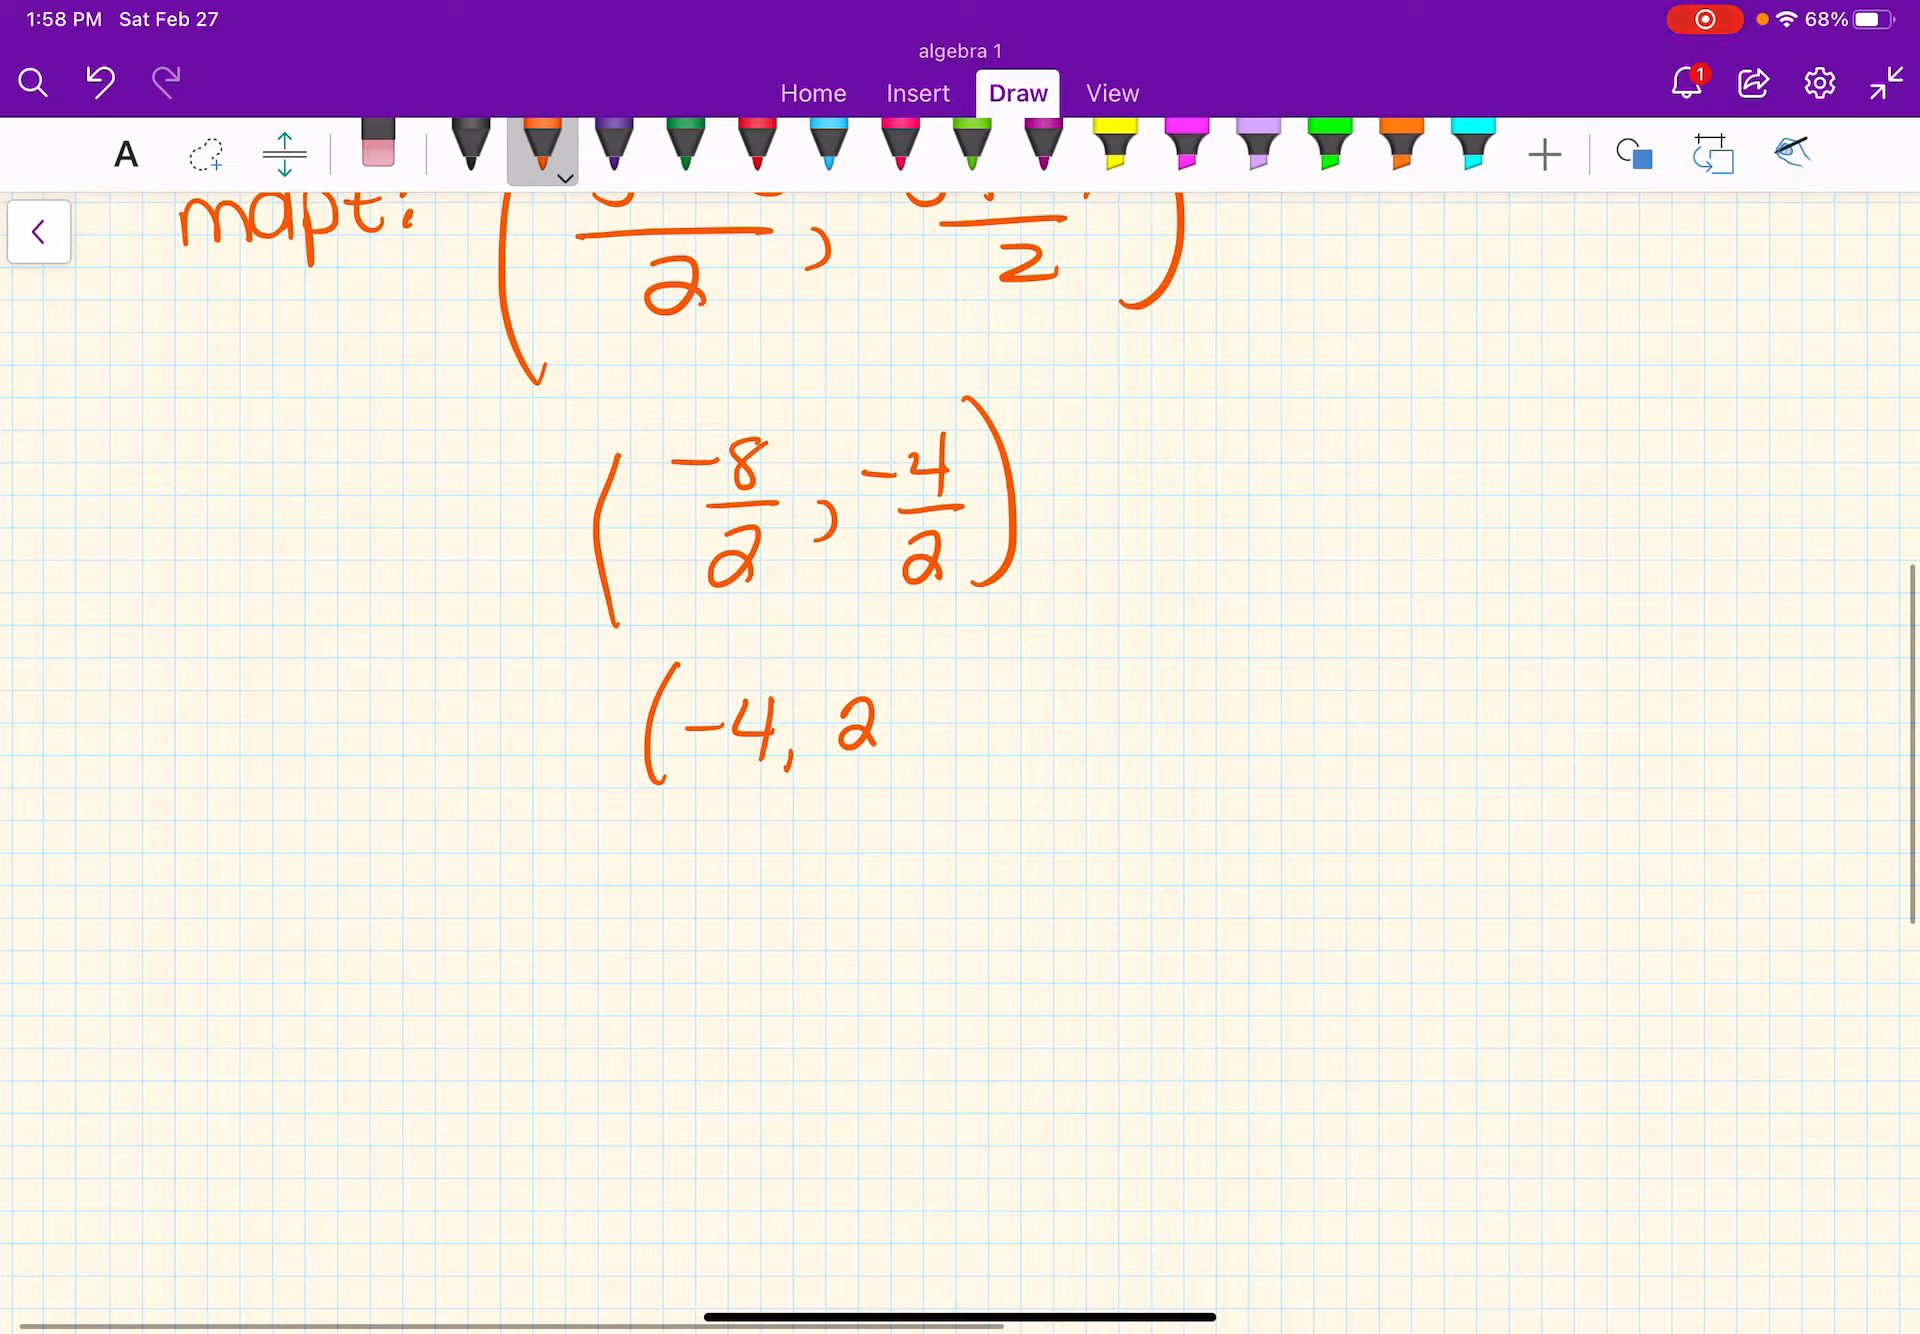 1:58 PM Sat Feb 27
68%
algebra 1
Home Insert Draw View
1
A
mdpt:
2 , 2 )
( -8/2 , -4/2 )
(-4, 2